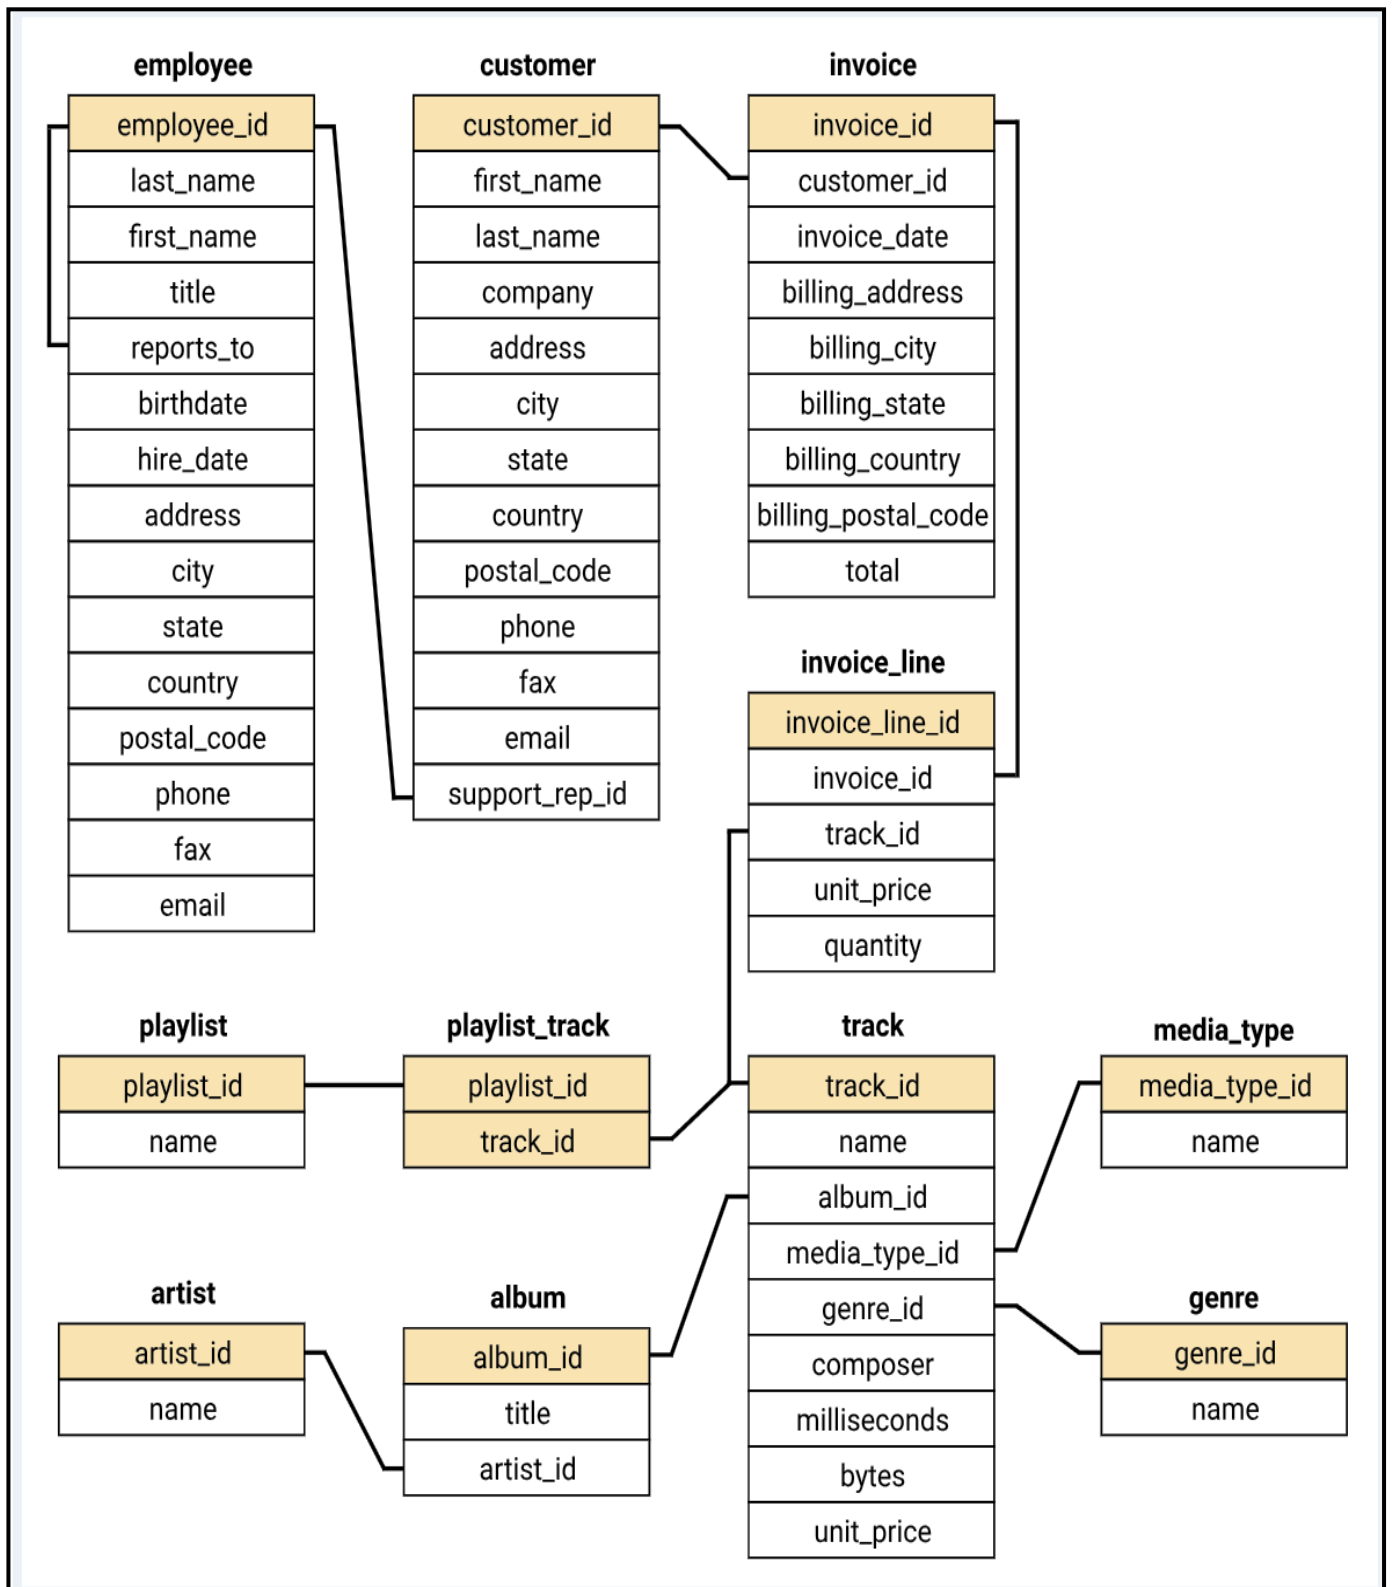 employee
employee_id
last_name
first_name
title
reports_to
birthdate
hire_date
address
city
state
country
postal_code
phone
fax
email
customer
customer_id
first_name
last_name
company
address
city
state
country
postal_code
phone
fax
email
support_rep_id
invoice
invoice_id
customer_id
invoice_date
billing_address
billing_city
billing_state
billing_country
billing_postal_code
total
invoice_line
invoice_line_id
invoice_id
track_id
unit_price
quantity
playlist
playlist_id
name
playlist_track
playlist_id
track_id
track
track_id
name
album_id
media_type_id
genre_id
composer
milliseconds
bytes
unit_price
media_type
media_type_id
name
artist
artist_id
name
album
album_id
title
artist_id
genre
genre_id
name